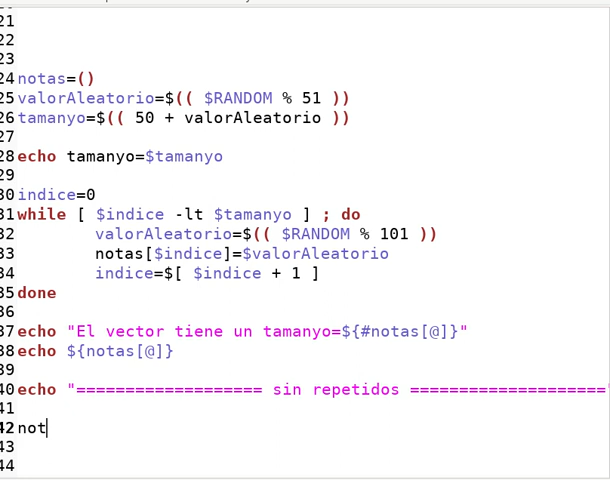 21
22
23
24 notas=()
25 valorAleatorio=$(( $RANDOM % 51 ))
26 tamanyo=$(( 50 + valorAleatorio ))
27
28 echo tamanyo=$tamanyo
29
30 indice=0
31 while [ $indice -lt $tamanyo ] ; do
32 valorAleatorio=$(( $RANDOM % 101 ))
33 notas[$indice]=$valorAleatorio
34 indice=$[ $indice + 1 ]
35 done
36
37 echo "El vector tiene un tamanyo=${#notas[@]}"
38 echo ${notas[@]}
39
40 echo "=================== sin repetidos ====================
41
42 not
43
44